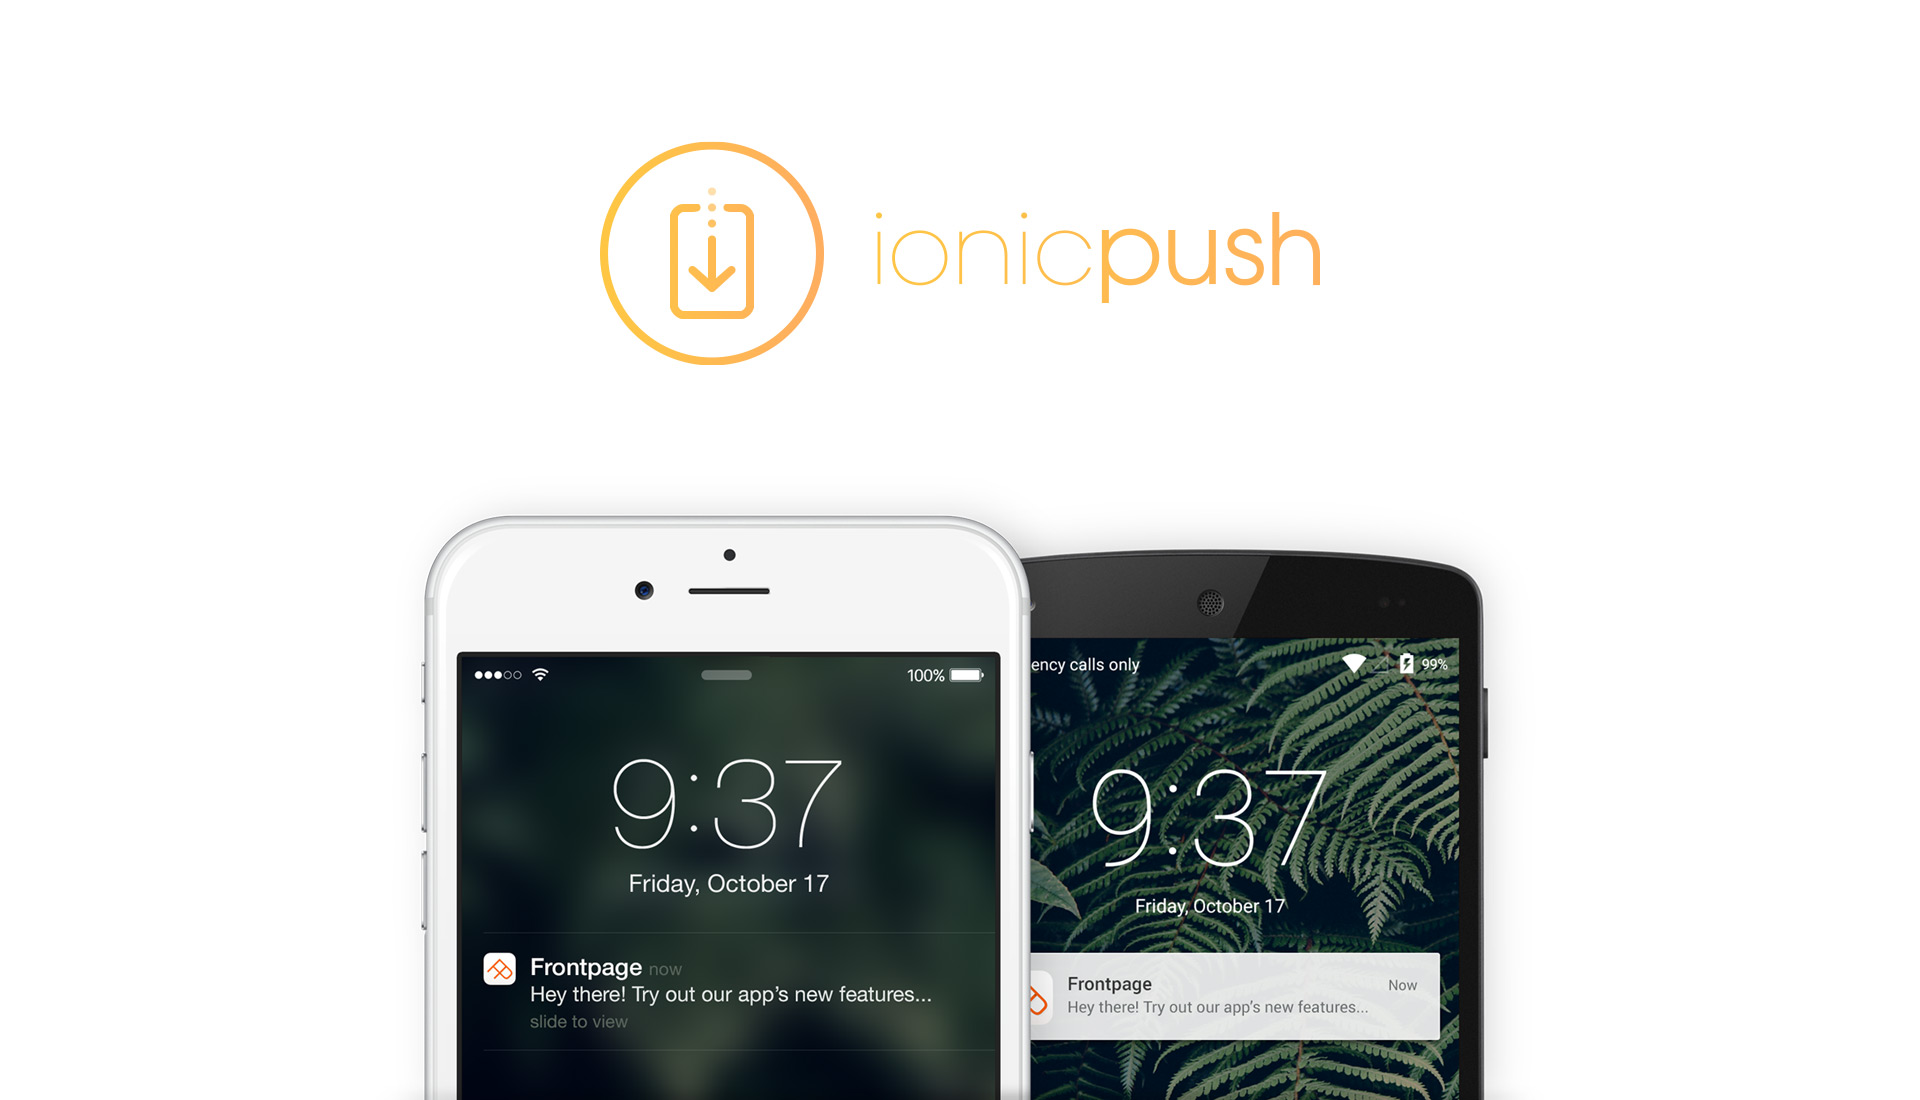 ionicpush
100%
9:37
Friday, October 17
Frontpage now
Hey there! Try out our app's new features...
slide to view
ency calls only
99%
9:37
Friday, October 17
Frontpage Now
Hey there! Try out our app's new features...